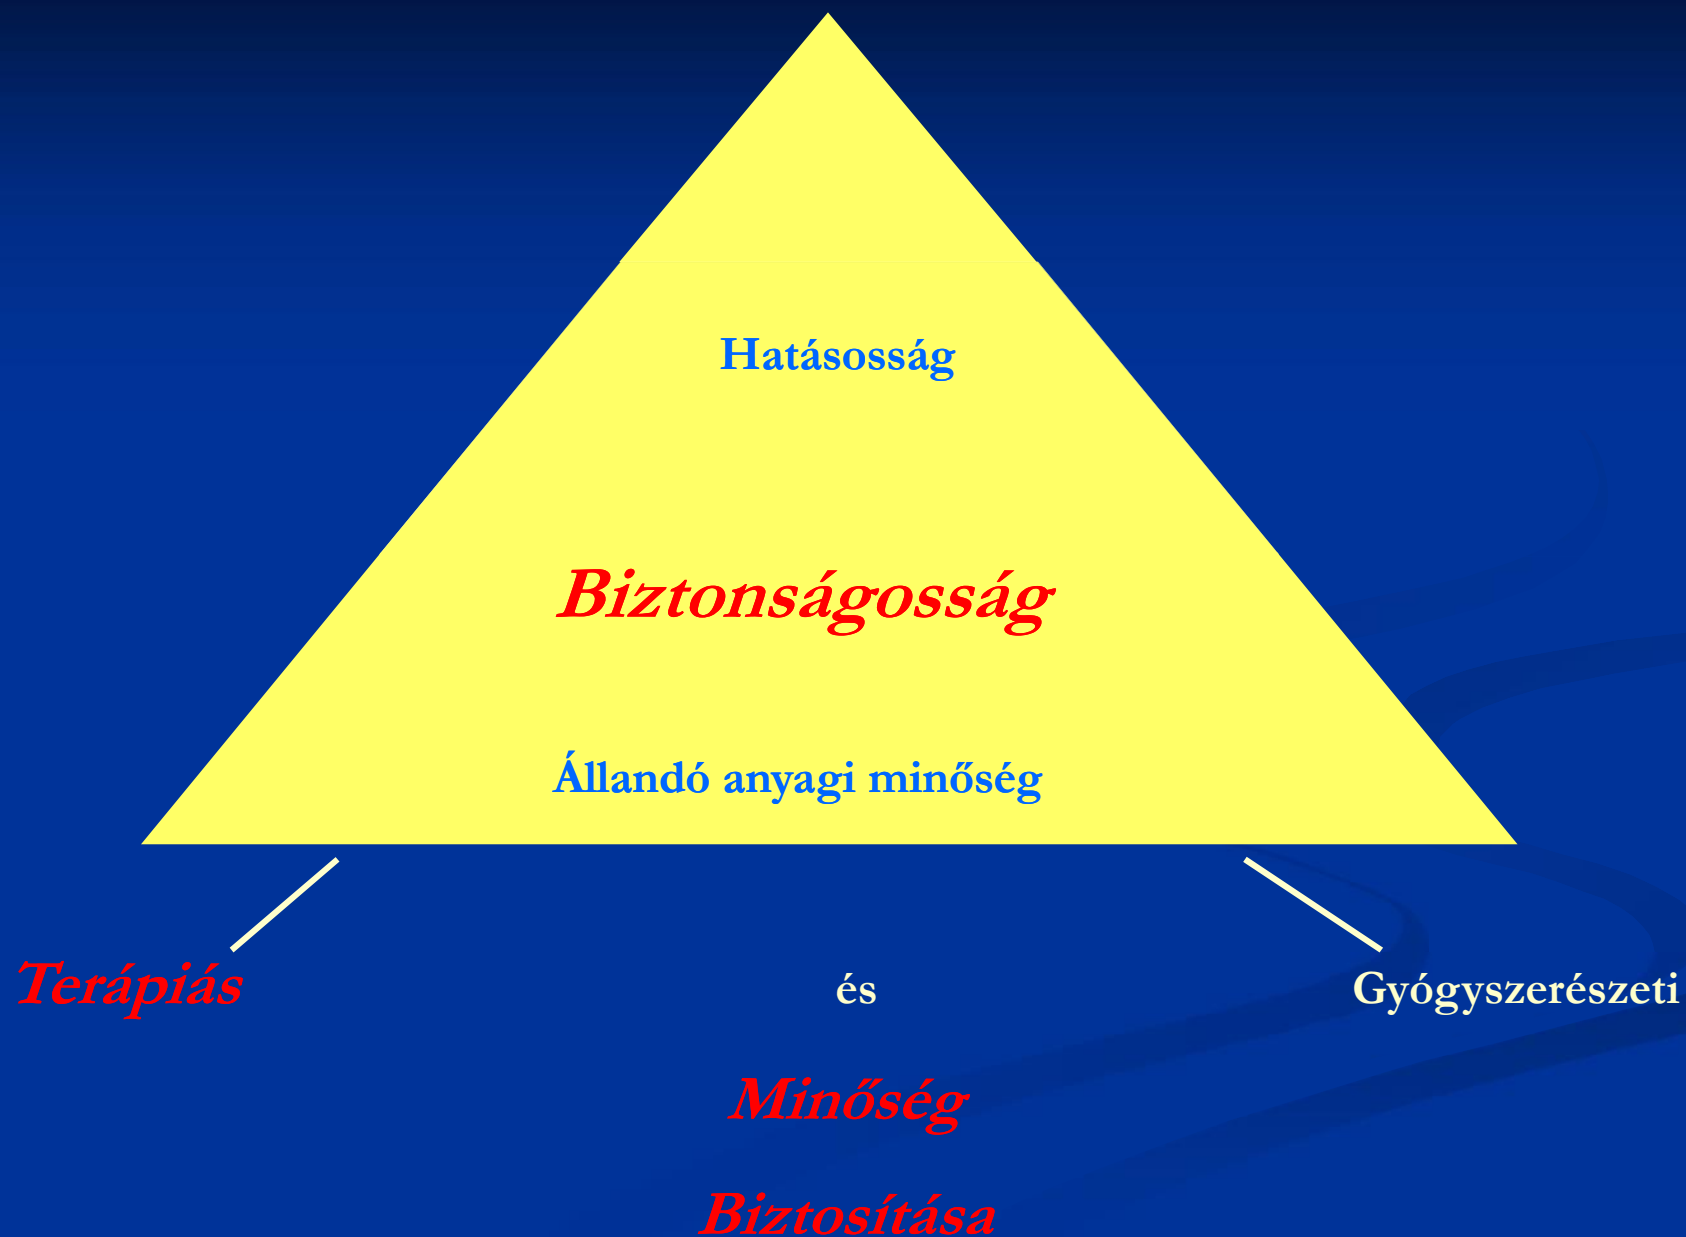 Hatásosság
Biztonságosság
Állandó anyagi minőség
Terápiás és Gyógyszerészeti
Minőség
Biztosítása